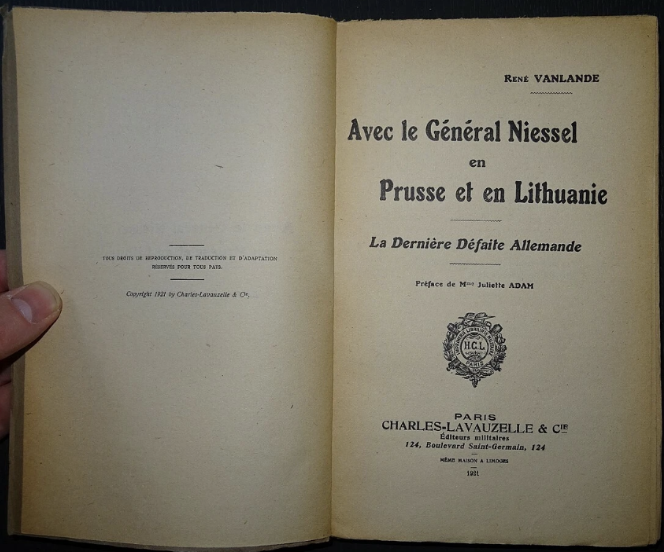 TOUS DROITS DE REPRODUCTION, DE TRADUCTION ET D'ADAPTATION
RÉSERVÉS POUR TOUS PAYS.
Copyright 1921 by Charles-Lavauzelle & Cie.
RENÉ VANLANDE
Avec le Général Niessel
en
Prusse et en Lithuanie
La Dernière Défaite Allemande
Préface de Mme Juliette ADAM
H.C.L
PARIS
PARIS
CHARLES-LAVAUZELLE & CIE
Éditeurs militaires
124, Boulevard Saint-Germain, 124
MÊME MAISON A LIMOGES
1921